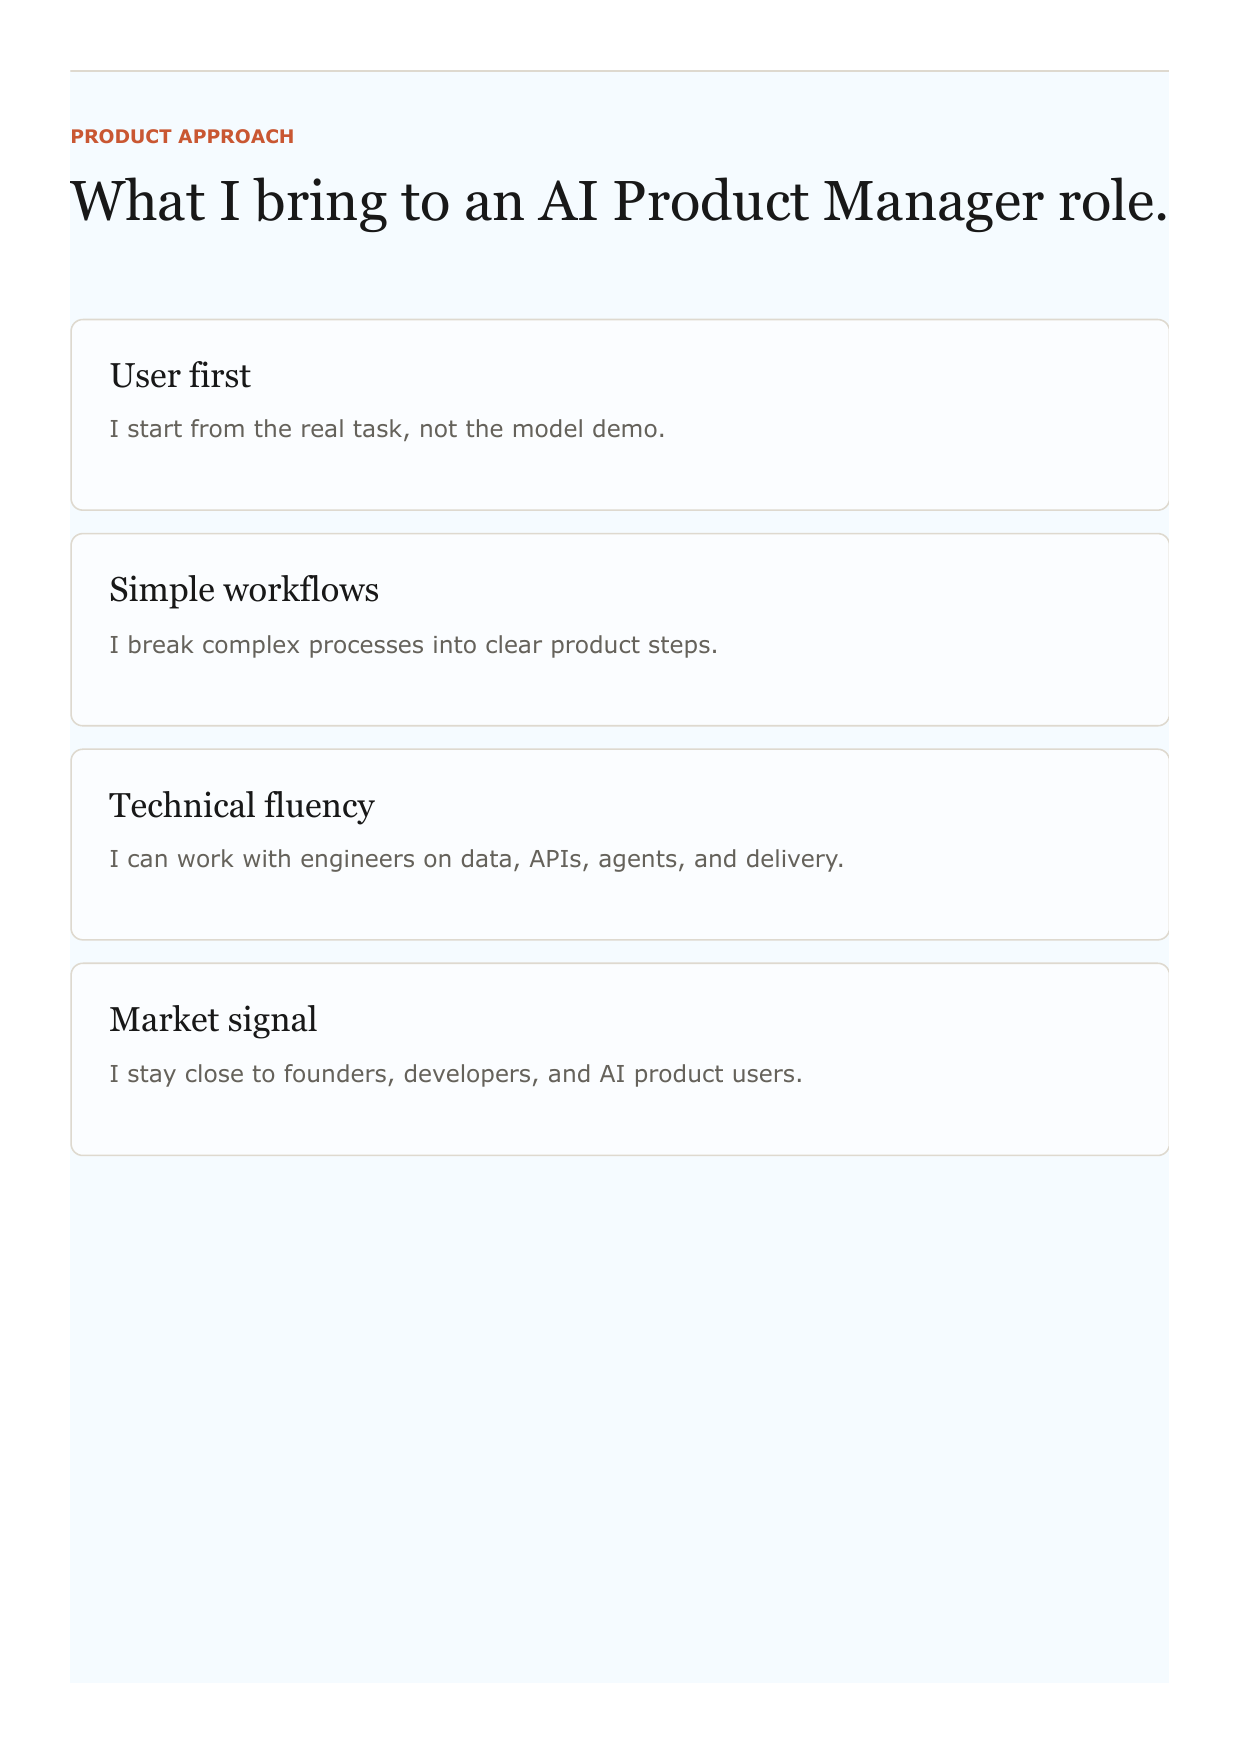 PRODUCT APPROACH
What I bring to an AI Product Manager role.
User first
I start from the real task, not the model demo.
Simple workflows
I break complex processes into clear product steps.
Technical fluency
I can work with engineers on data, APIs, agents, and delivery.
Market signal
I stay close to founders, developers, and AI product users.